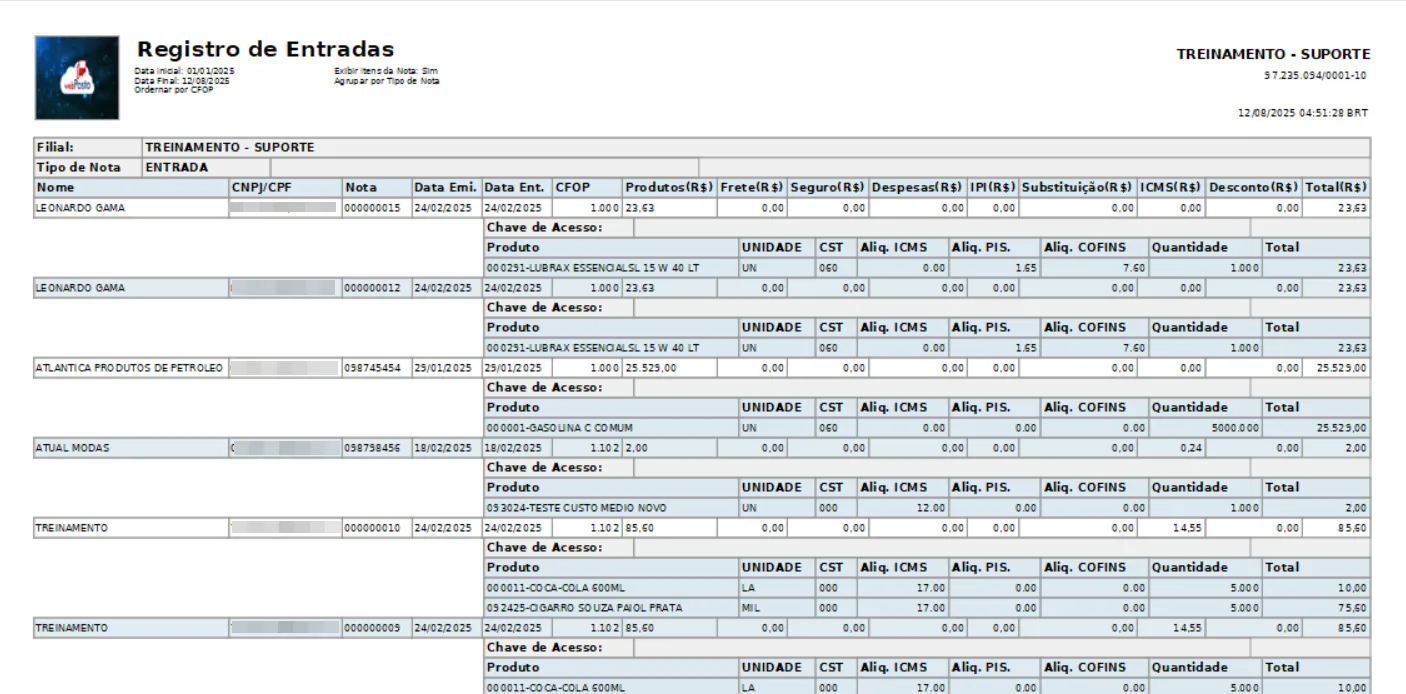 Registro de Entradas
TREINAMENTO - SUPORTE
Data Inicial: 01/01/2025 Exibir Itens da Nota: Sim
97.235.094/0001-10
Data Final: 12/08/2025 Agrupar por Tipo de Nota
Ordernar por CFOP
webPosto
12/08/2025 04:51:28 BRT
Filial: TREINAMENTO - SUPORTE
Tipo de Nota ENTRADA
Nome CNPJ/CPF Nota Data Emi. Data Ent. CFOP Produtos(R$) Frete(R$) Seguro(R$) Despesas(R$) IPI(R$) Substituição(R$) ICMS(R$) Desconto(R$) Total(R$)
LEONARDO GAMA 000000015 24/02/2025 24/02/2025 1.000 23,63 0,00 0,00 0,00 0,00 0,00 0,00 0,00 23,63
Chave de Acesso:
Produto UNIDADE CST Aliq. ICMS Aliq. PIS. Aliq. COFINS Quantidade Total
000291-LUBRAX ESSENCIALSL 15 W 40 LT UN 060 0.00 1.65 7.60 1.000 23,63
LEONARDO GAMA 000000012 24/02/2025 24/02/2025 1.000 23,63 0,00 0,00 0,00 0,00 0,00 0,00 0,00 23,63
Chave de Acesso:
Produto UNIDADE CST Aliq. ICMS Aliq. PIS. Aliq. COFINS Quantidade Total
000291-LUBRAX ESSENCIALSL 15 W 40 LT UN 060 0.00 1.65 7.60 1.000 23,63
ATLANTICA PRODUTOS DE PETROLEO 098745454 29/01/2025 29/01/2025 1.000 25.529,00 0,00 0,00 0,00 0,00 0,00 0,00 0,00 25.529,00
Chave de Acesso:
Produto UNIDADE CST Aliq. ICMS Aliq. PIS. Aliq. COFINS Quantidade Total
000001-GASOLINA C COMUM UN 060 0.00 0.00 0.00 5000.000 25.529,00
ATUAL MODAS 098798456 18/02/2025 18/02/2025 1.102 2,00 0,00 0,00 0,00 0,00 0,00 0,24 0,00 2,00
Chave de Acesso:
Produto UNIDADE CST Aliq. ICMS Aliq. PIS. Aliq. COFINS Quantidade Total
093024-TESTE CUSTO MEDIO NOVO UN 000 12.00 0.00 0.00 1.000 2,00
TREINAMENTO 000000010 24/02/2025 24/02/2025 1.102 85,60 0,00 0,00 0,00 0,00 0,00 14,55 0,00 85,60
Chave de Acesso:
Produto UNIDADE CST Aliq. ICMS Aliq. PIS. Aliq. COFINS Quantidade Total
000011-COCA-COLA 600ML LA 000 17.00 0.00 0.00 5.000 10,00
092425-CIGARRO SOUZA PAIOL PRATA MIL 000 17.00 0.00 0.00 5.000 75,60
TREINAMENTO 000000009 24/02/2025 24/02/2025 1.102 85,60 0,00 0,00 0,00 0,00 0,00 14,55 0,00 85,60
Chave de Acesso:
Produto UNIDADE CST Aliq. ICMS Aliq. PIS. Aliq. COFINS Quantidade Total
000011-COCA-COLA 600ML LA 000 17.00 0.00 0.00 5.000 10,00